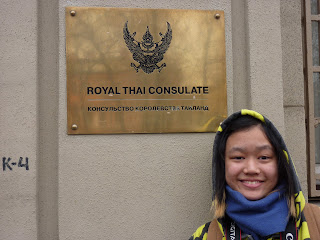 ROYAL THAI CONSULATE
КОНСУЛЬСТВО КОРОЛЕВСТВА ТАИЛАНД
К-4